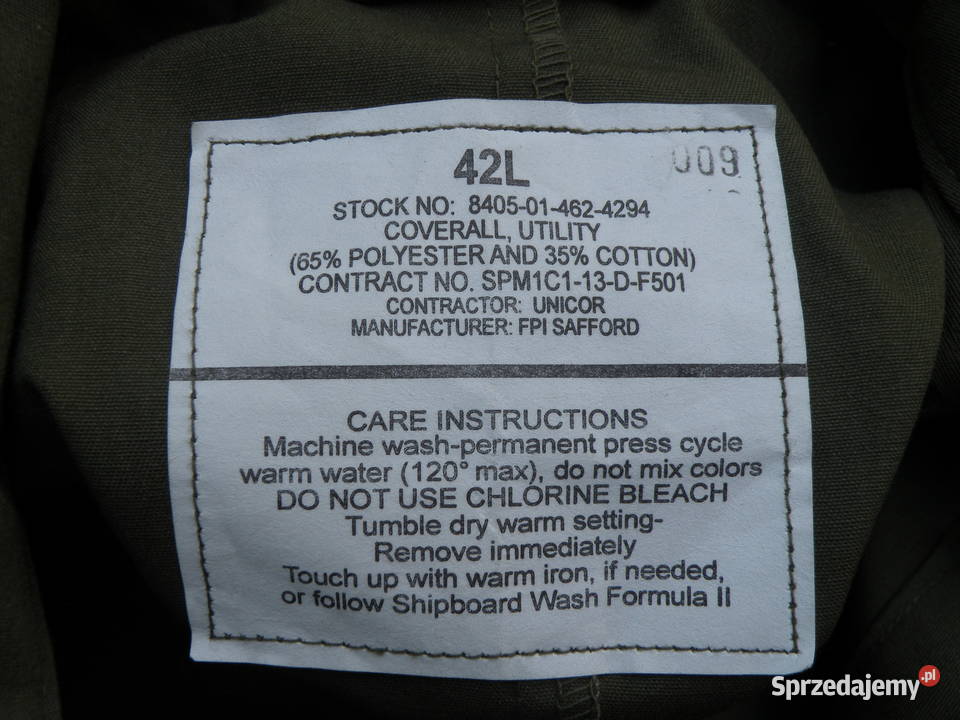 42L
009
STOCK NO: 8405-01-462-4294
COVERALL, UTILITY
(65% POLYESTER AND 35% COTTON)
CONTRACT NO. SPM1C1-13-D-F501
CONTRACTOR: UNICOR
MANUFACTURER: FPI SAFFORD
CARE INSTRUCTIONS
Machine wash-permanent press cycle
warm water (120° max), do not mix colors
DO NOT USE CHLORINE BLEACH
Tumble dry warm setting-
Remove immediately
Touch up with warm iron, if needed,
or follow Shipboard Wash Formula II
Sprzedajemy.pl